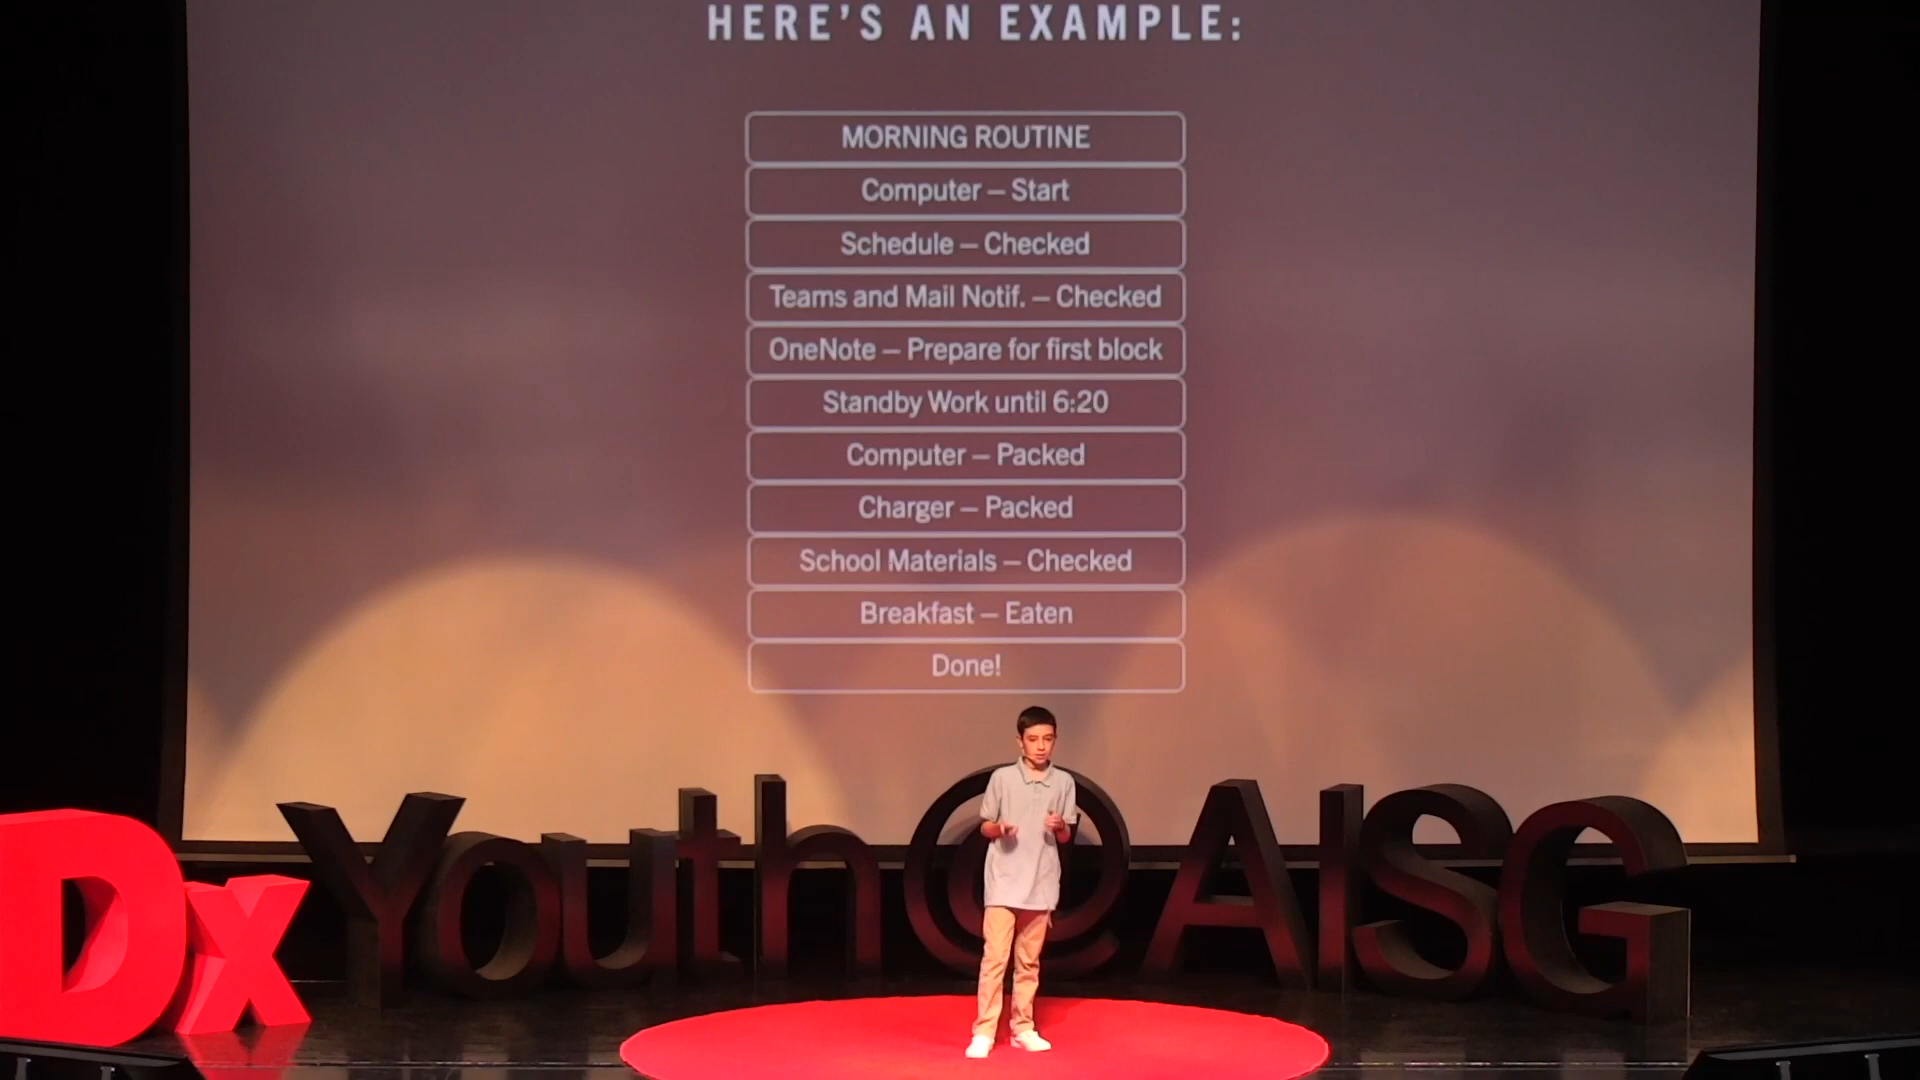 HERE'S AN EXAMPLE:
MORNING ROUTINE
Computer – Start
Schedule – Checked
Teams and Mail Notif. – Checked
OneNote – Prepare for first block
Standby Work until 6:20
Computer – Packed
Charger – Packed
School Materials – Checked
Breakfast – Eaten
Done!
Dx Youth@AISG